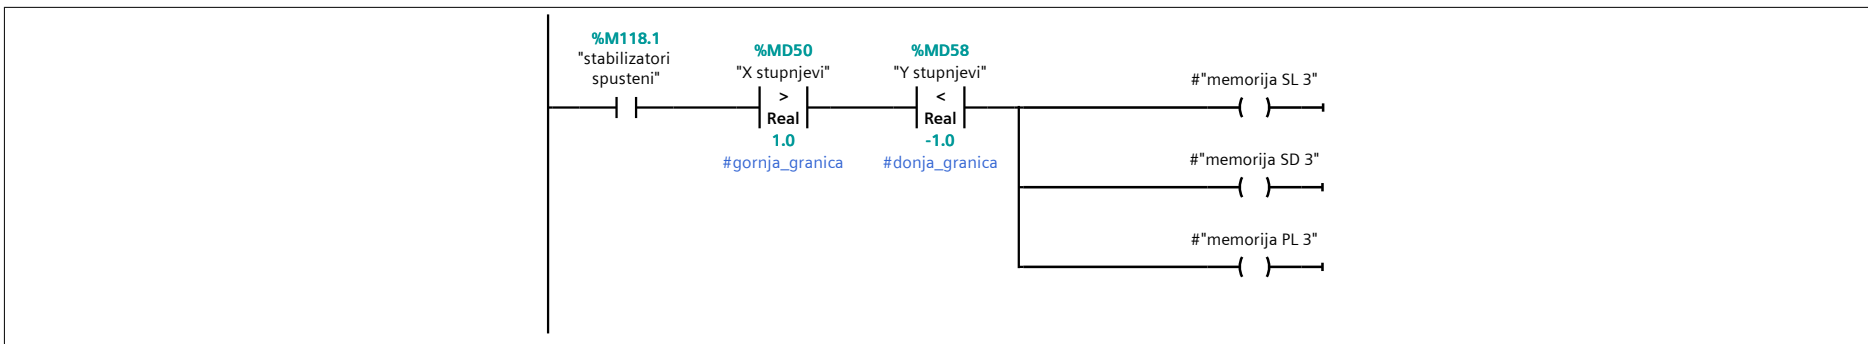 %M118.1
"stabilizatori
spusteni"
%MD50
"X stupnjevi"
>
Real
1.0
#gornja_granica
%MD58
"Y stupnjevi"
<
Real
-1.0
#donja_granica
#"memorija SL 3"
#"memorija SD 3"
#"memorija PL 3"